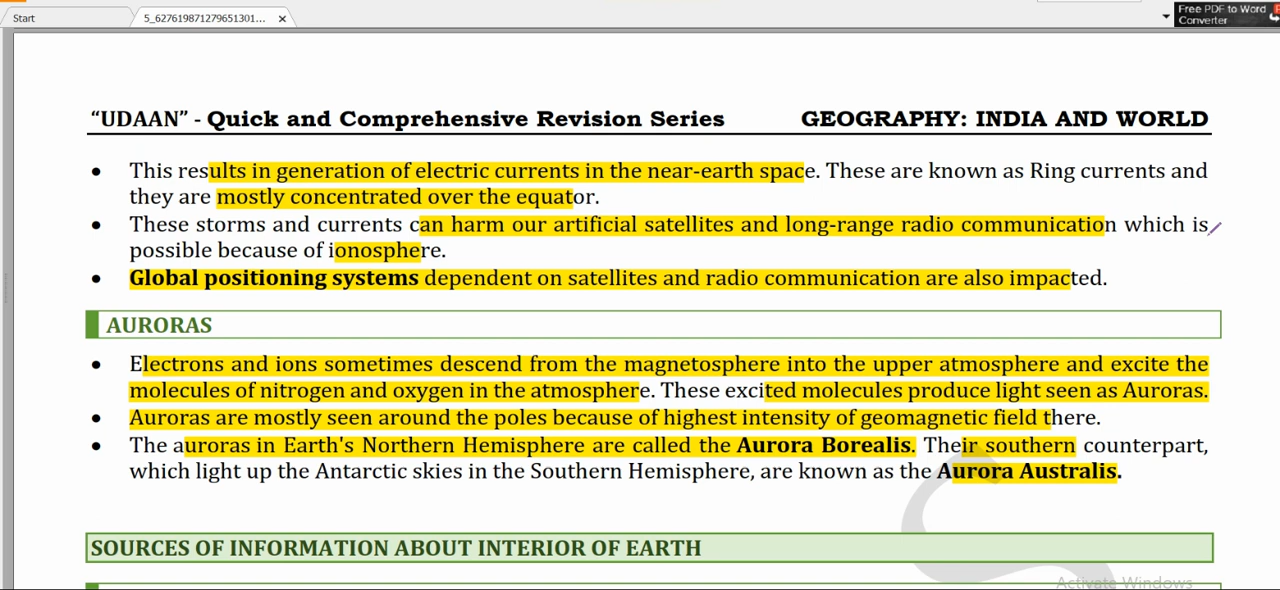 Start
5_627619871279651301...
Free PDF to Word
Converter
“UDAAN” - Quick and Comprehensive Revision Series GEOGRAPHY: INDIA AND WORLD
• This results in generation of electric currents in the near-earth space. These are known as Ring currents and
they are mostly concentrated over the equator.
• These storms and currents can harm our artificial satellites and long-range radio communication which is
possible because of ionosphere.
• Global positioning systems dependent on satellites and radio communication are also impacted.
AURORAS
• Electrons and ions sometimes descend from the magnetosphere into the upper atmosphere and excite the
molecules of nitrogen and oxygen in the atmosphere. These excited molecules produce light seen as Auroras.
• Auroras are mostly seen around the poles because of highest intensity of geomagnetic field there.
• The auroras in Earth's Northern Hemisphere are called the Aurora Borealis. Their southern counterpart,
which light up the Antarctic skies in the Southern Hemisphere, are known as the Aurora Australis.
SOURCES OF INFORMATION ABOUT INTERIOR OF EARTH
Activate Windows